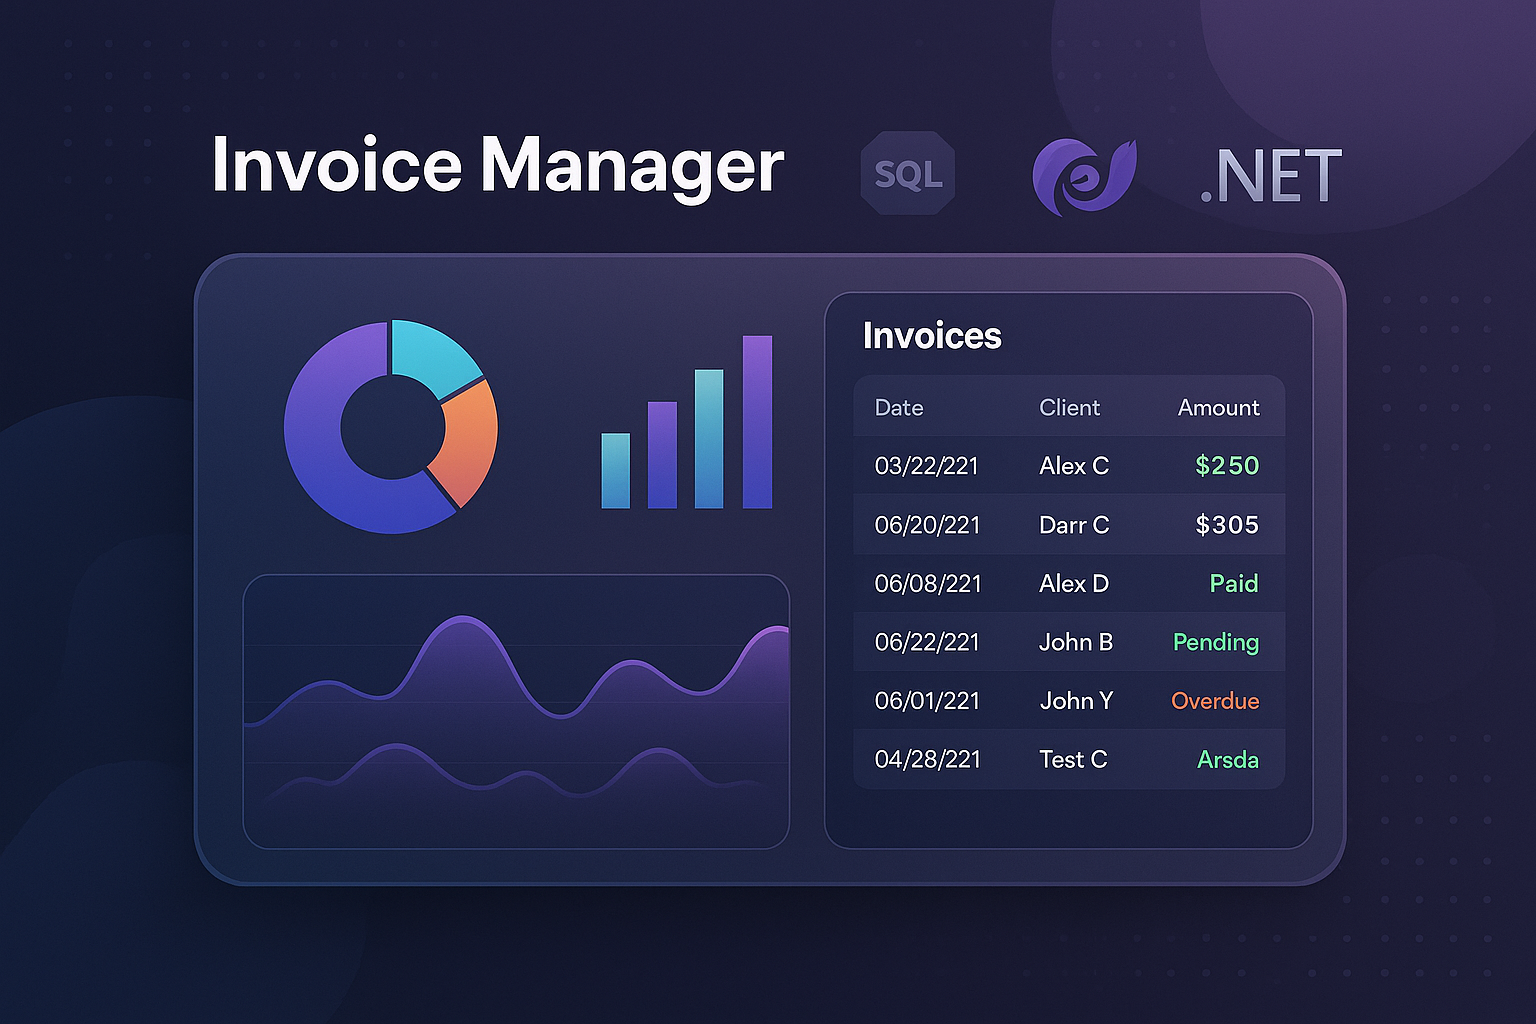 Invoice Manager
SQL
.NET
Invoices
Date Client Amount
03/22/221 Alex C $250
06/20/221 Darr C $305
06/08/221 Alex D Paid
06/22/221 John B Pending
06/01/221 John Y Overdue
04/28/221 Test C Arsda